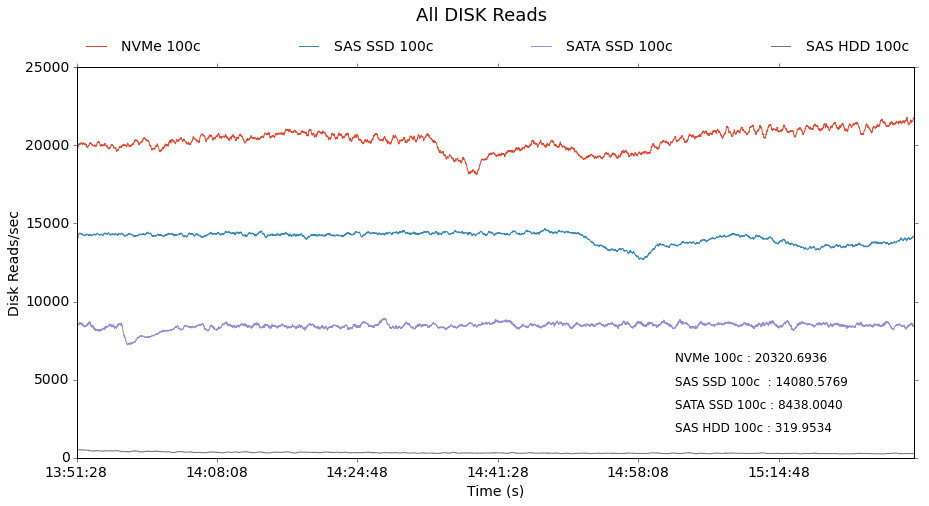 All DISK Reads
NVMe 100c SAS SSD 100c SATA SSD 100c SAS HDD 100c
25000
20000
15000
10000
5000
0
Disk Reads/sec
NVMe 100c : 20320.6936
SAS SSD 100c : 14080.5769
SATA SSD 100c : 8438.0040
SAS HDD 100c : 319.9534
13:51:28 14:08:08 14:24:48 14:41:28 14:58:08 15:14:48
Time (s)